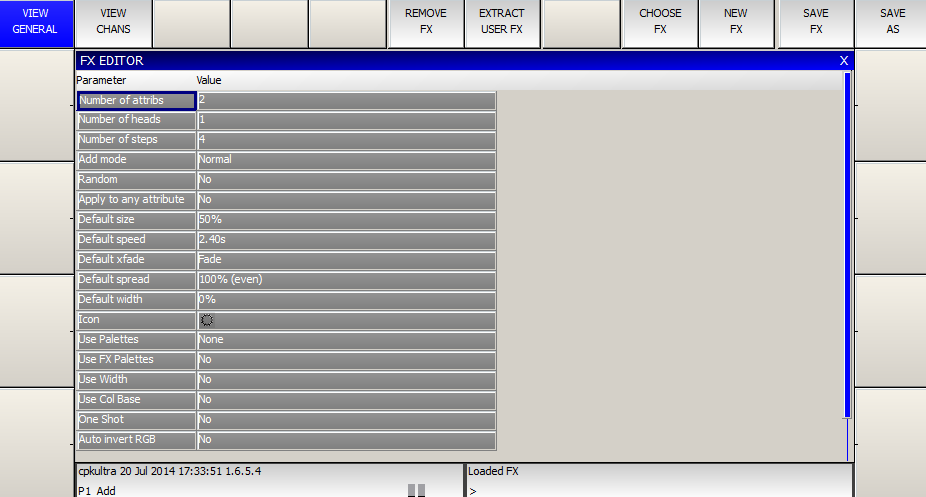 VIEW GENERAL
VIEW CHANS
REMOVE FX
EXTRACT USER FX
CHOOSE FX
NEW FX
SAVE FX
SAVE AS
FX EDITOR X
Parameter Value
Number of attribs 2
Number of heads 1
Number of steps 4
Add mode Normal
Random No
Apply to any attribute No
Default size 50%
Default speed 2.40s
Default xfade Fade
Default spread 100% (even)
Default width 0%
Icon
Use Palettes None
Use FX Palettes No
Use Width No
Use Col Base No
One Shot No
Auto invert RGB No
cpkultra 20 Jul 2014 17:33:51 1.6.5.4
Loaded FX
P1 Add
>